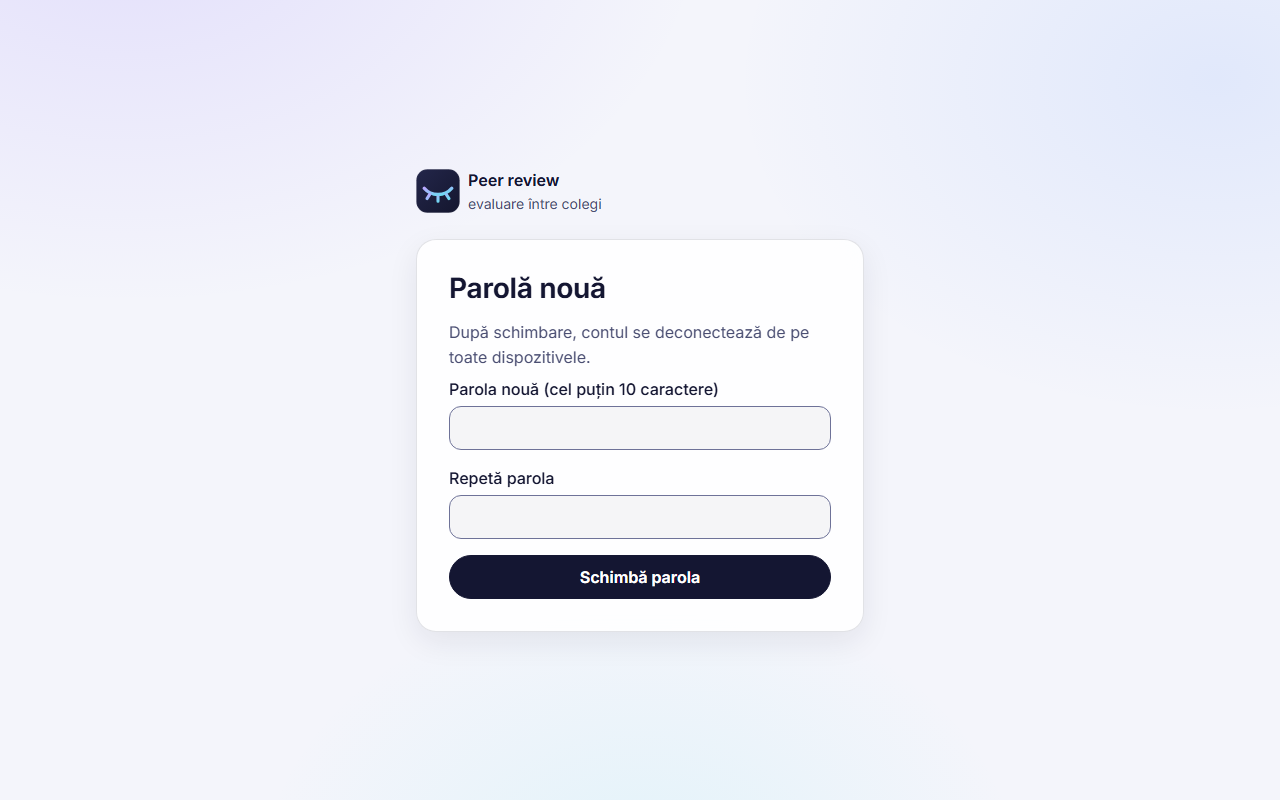 Peer review
evaluare între colegi
Parolă nouă
După schimbare, contul se deconectează de pe
toate dispozitivele.
Parola nouă (cel puțin 10 caractere)
Repetă parola
Schimbă parola